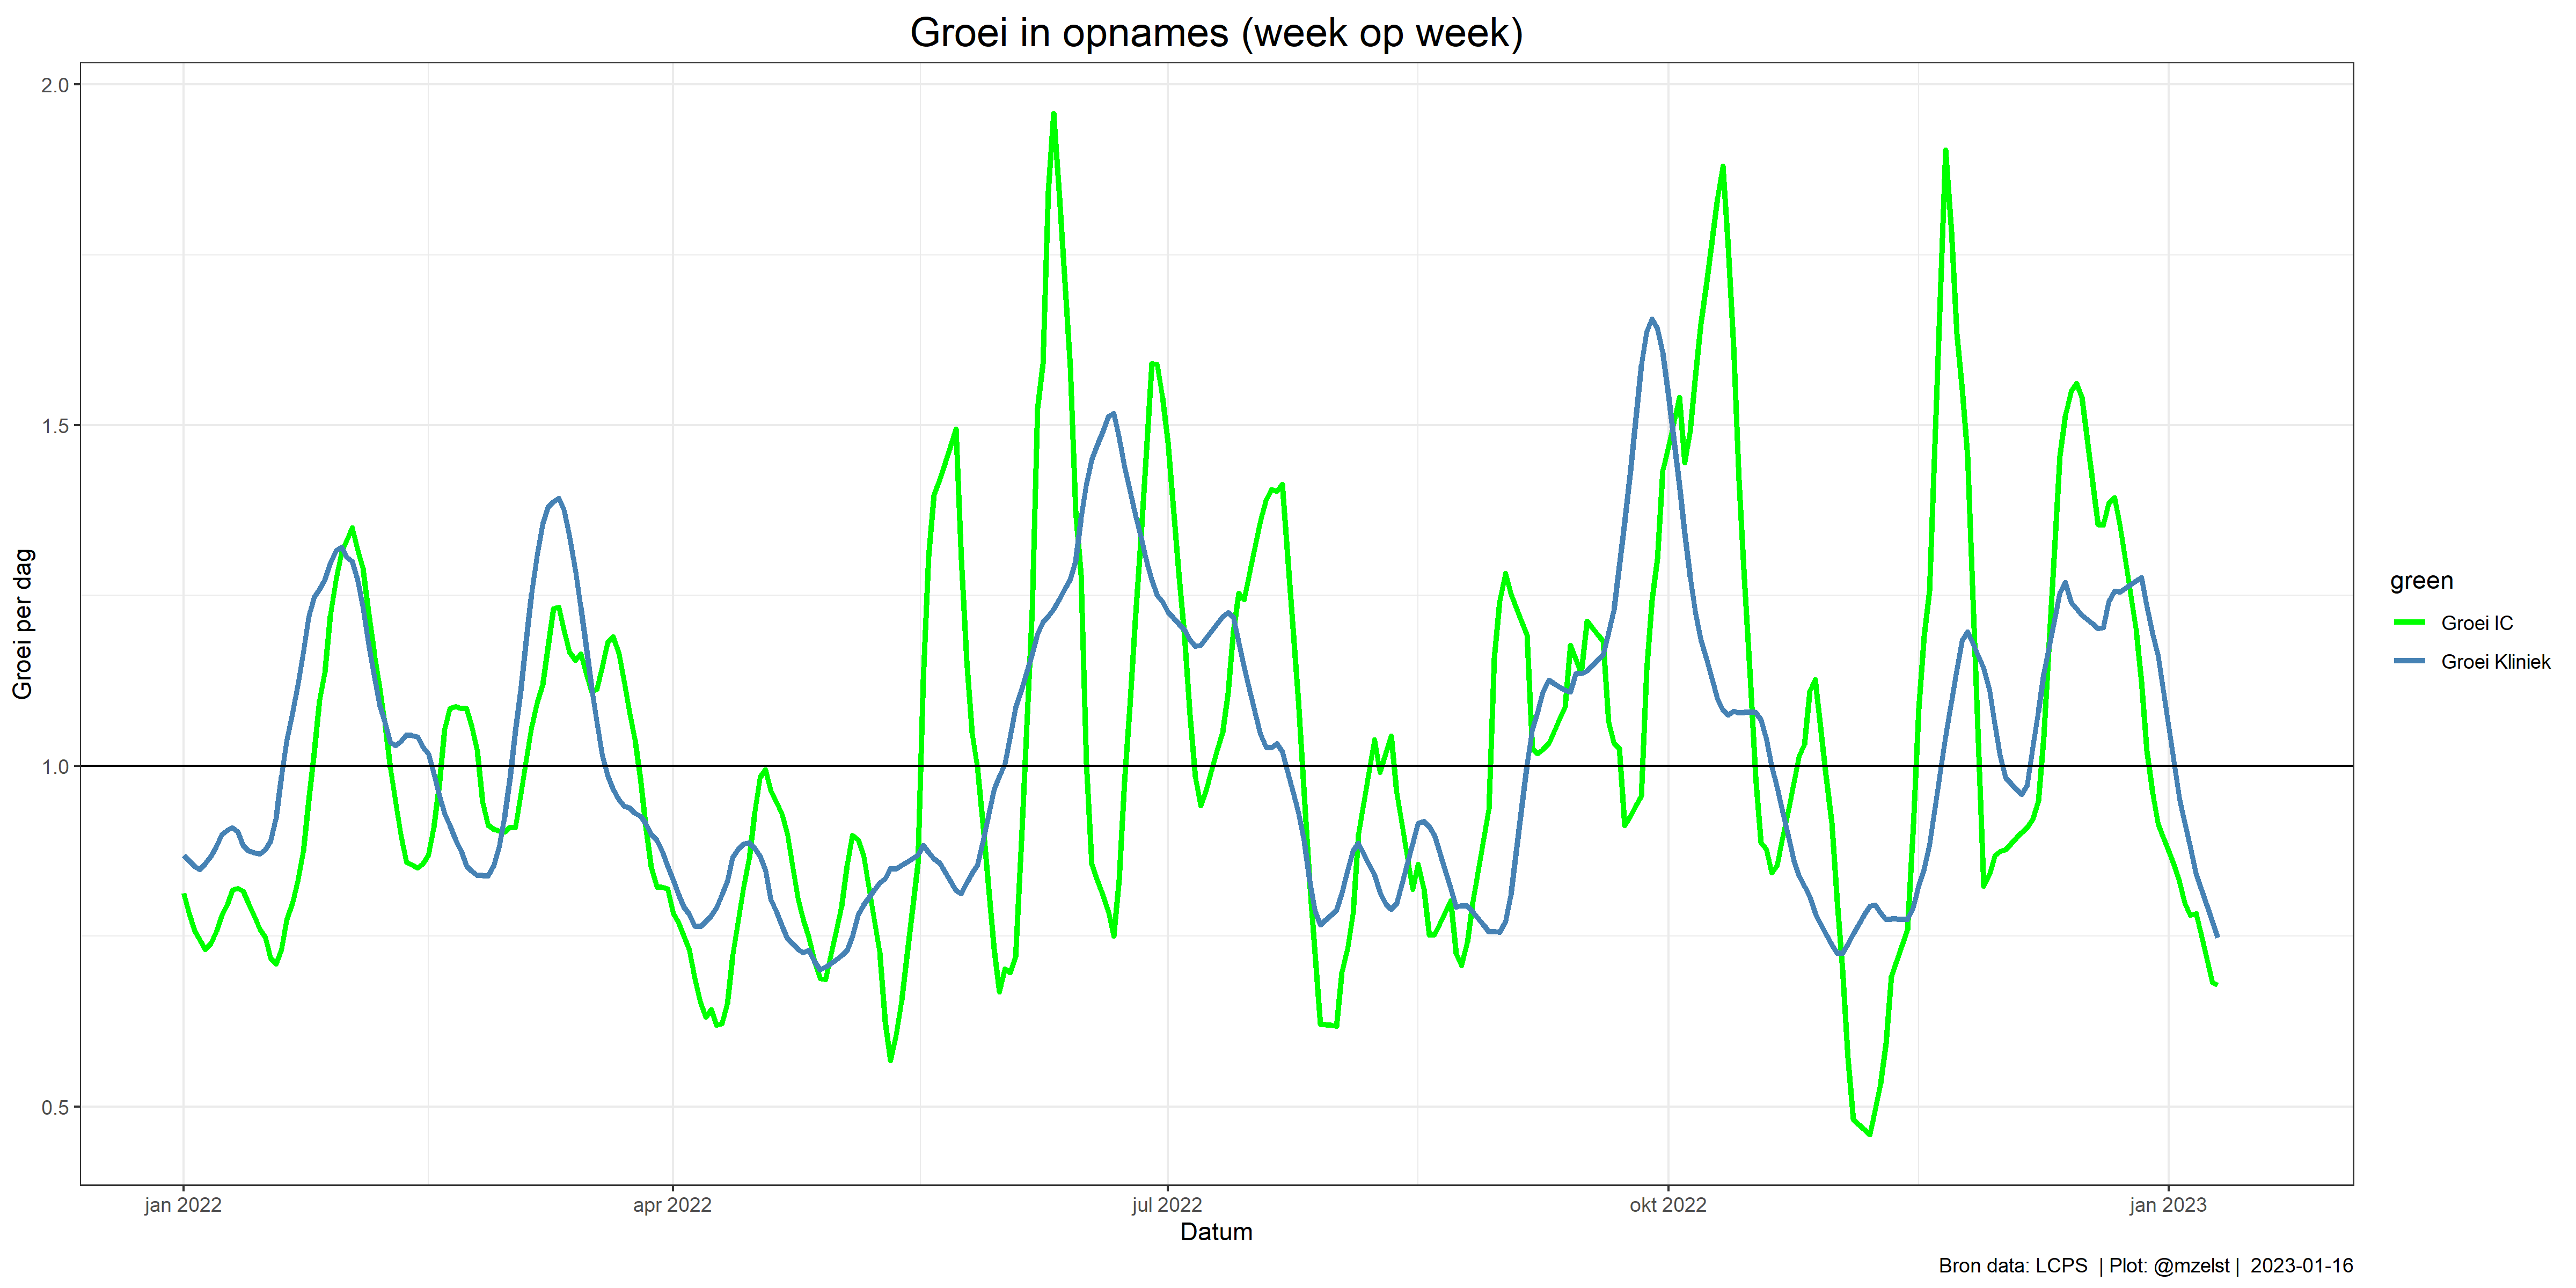 Groei in opnames (week op week)
Groei per dag
2.0
1.5
1.0
0.5
jan 2022
apr 2022
jul 2022
okt 2022
jan 2023
Datum
green
Groei IC
Groei Kliniek
Bron data: LCPS | Plot: @mzelst | 2023-01-16